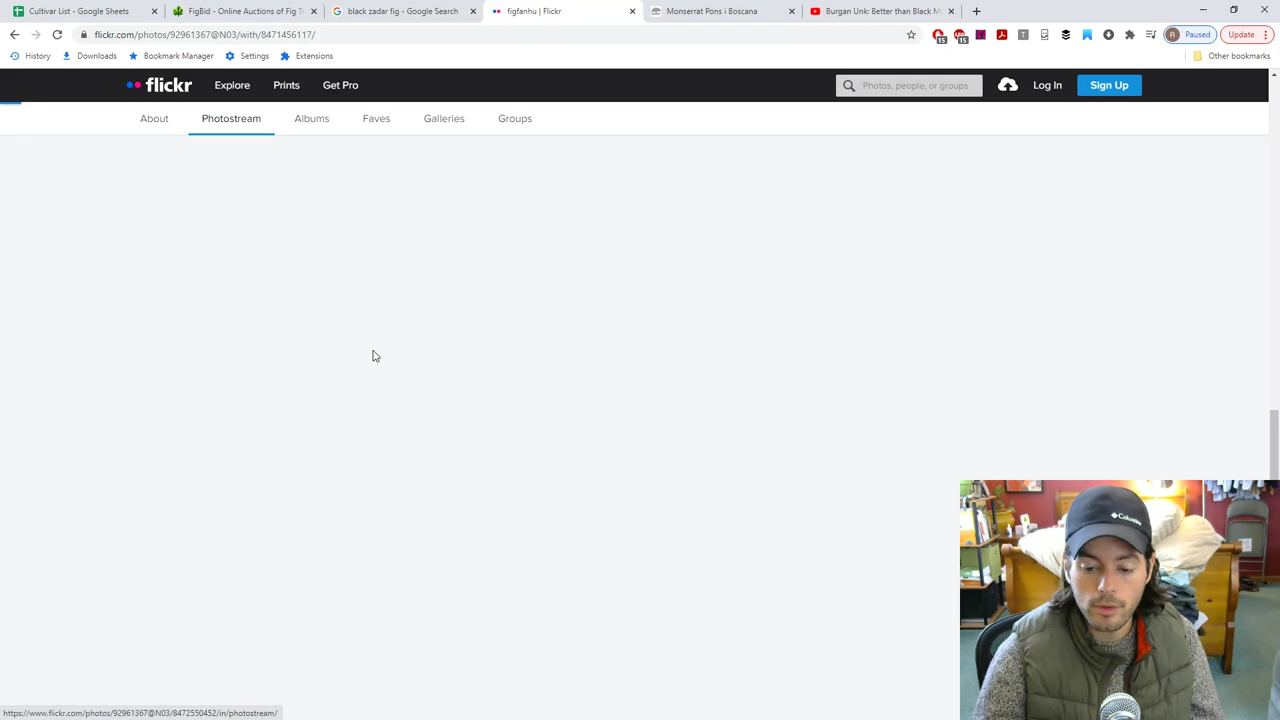 Cultivar List - Google Sheets
FigBid - Online Auctions of Fig T
black zadar fig - Google Search
figfanhu | Flickr
Monserrat Pons i Boscana
Burgan Unk: Better than Black M
flickr.com/photos/92961367@N03/with/8471456117/
15
15
R Paused
Update
History
Downloads
Bookmark Manager
Settings
Extensions
Other bookmarks
flickr
Explore
Prints
Get Pro
Photos, people, or groups
Log In
Sign Up
About
Photostream
Albums
Faves
Galleries
Groups
Columbia
https://www.flickr.com/photos/92961367@N03/8472550452/in/photostream/